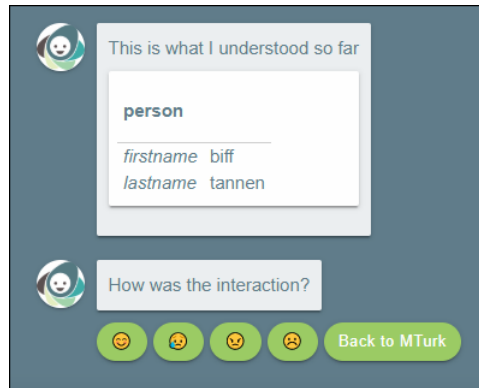 This is what I understood so far
person
firstname biff
lastname tannen
How was the interaction?
Back to MTurk